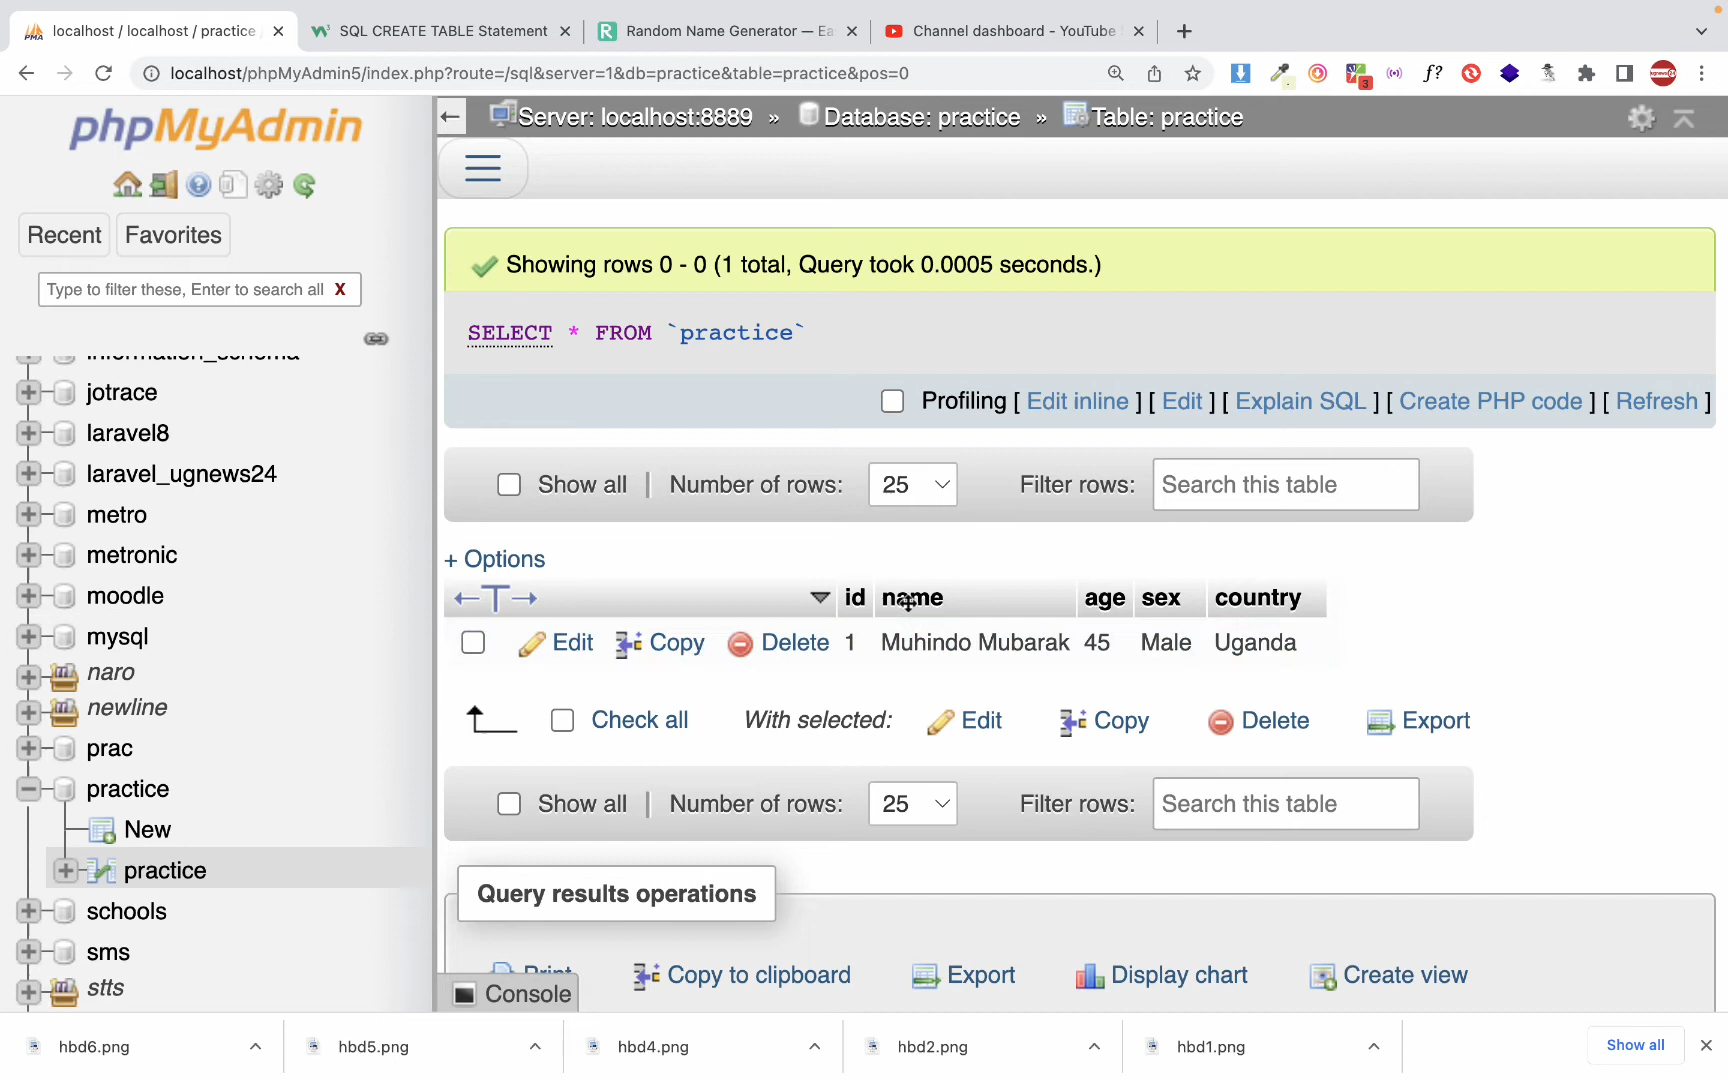 localhost / localhost / practice
SQL CREATE TABLE Statement
Random Name Generator — Ea
Channel dashboard - YouTube
localhost/phpMyAdmin5/index.php?route=/sql&server=1&db=practice&table=practice&pos=0
f?
3
phpMyAdmin
Server: localhost:8889 » Database: practice » Table: practice
Recent
Favorites
Type to filter these, Enter to search all X
information_schema
jotrace
laravel8
laravel_ugnews24
metro
metronic
moodle
mysql
naro
newline
prac
practice
New
practice
schools
sms
stts
Showing rows 0 - 0 (1 total, Query took 0.0005 seconds.)
SELECT * FROM `practice`
Profiling [ Edit inline ] [ Edit ] [ Explain SQL ] [ Create PHP code ] [ Refresh ]
Show all | Number of rows: 25 Filter rows: Search this table
+ Options
←T→ id name age sex country
Edit Copy Delete 1 Muhindo Mubarak 45 Male Uganda
Check all With selected: Edit Copy Delete Export
Show all | Number of rows: 25 Filter rows: Search this table
Query results operations
Print Copy to clipboard Export Display chart Create view
Console
hbd6.png
hbd5.png
hbd4.png
hbd2.png
hbd1.png
Show all